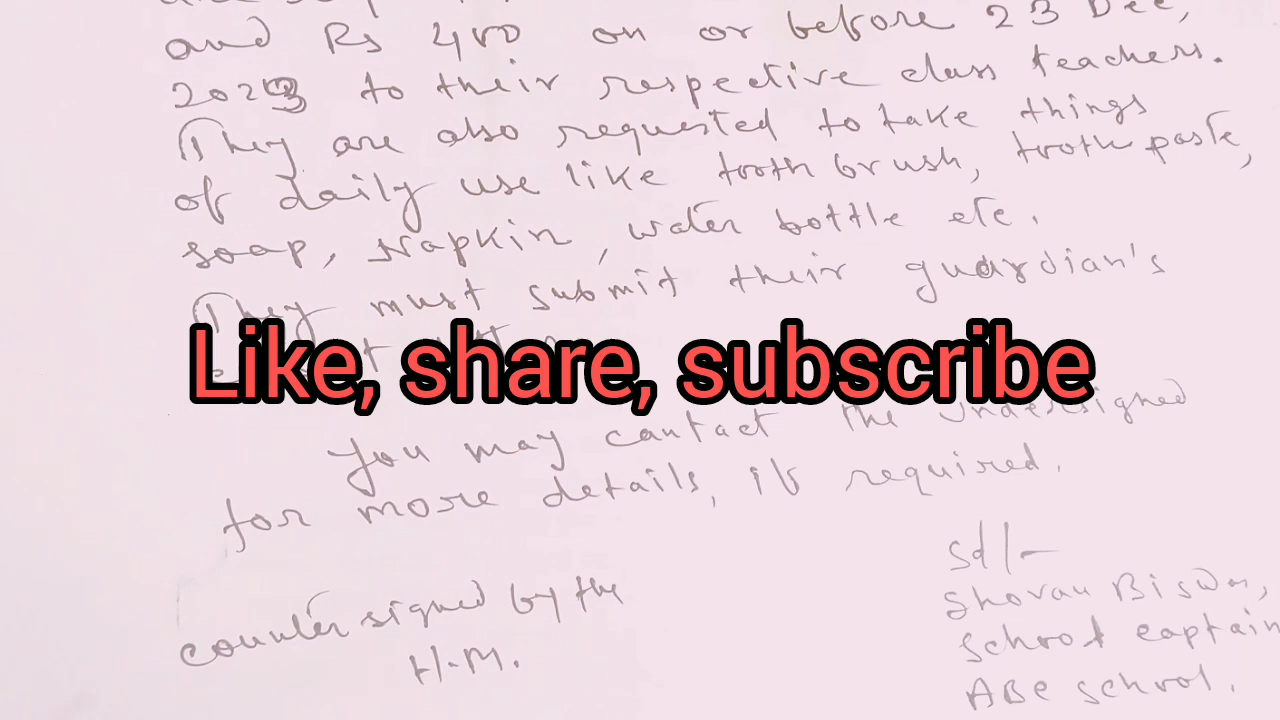 and Rs 400 on or before 23 Dec,
2023 to their respective class teachers.
They are also requested to take things
of daily use like tooth brush, tooth paste,
soap, Napkin, water bottle etc.
They must submit their guardian's
Like, share, subscribe
You may contact the undersigned
for more details, if required.
Sd/-
Shovan Biswas,
School captain
ABC School.
counter signed by the
H.M.